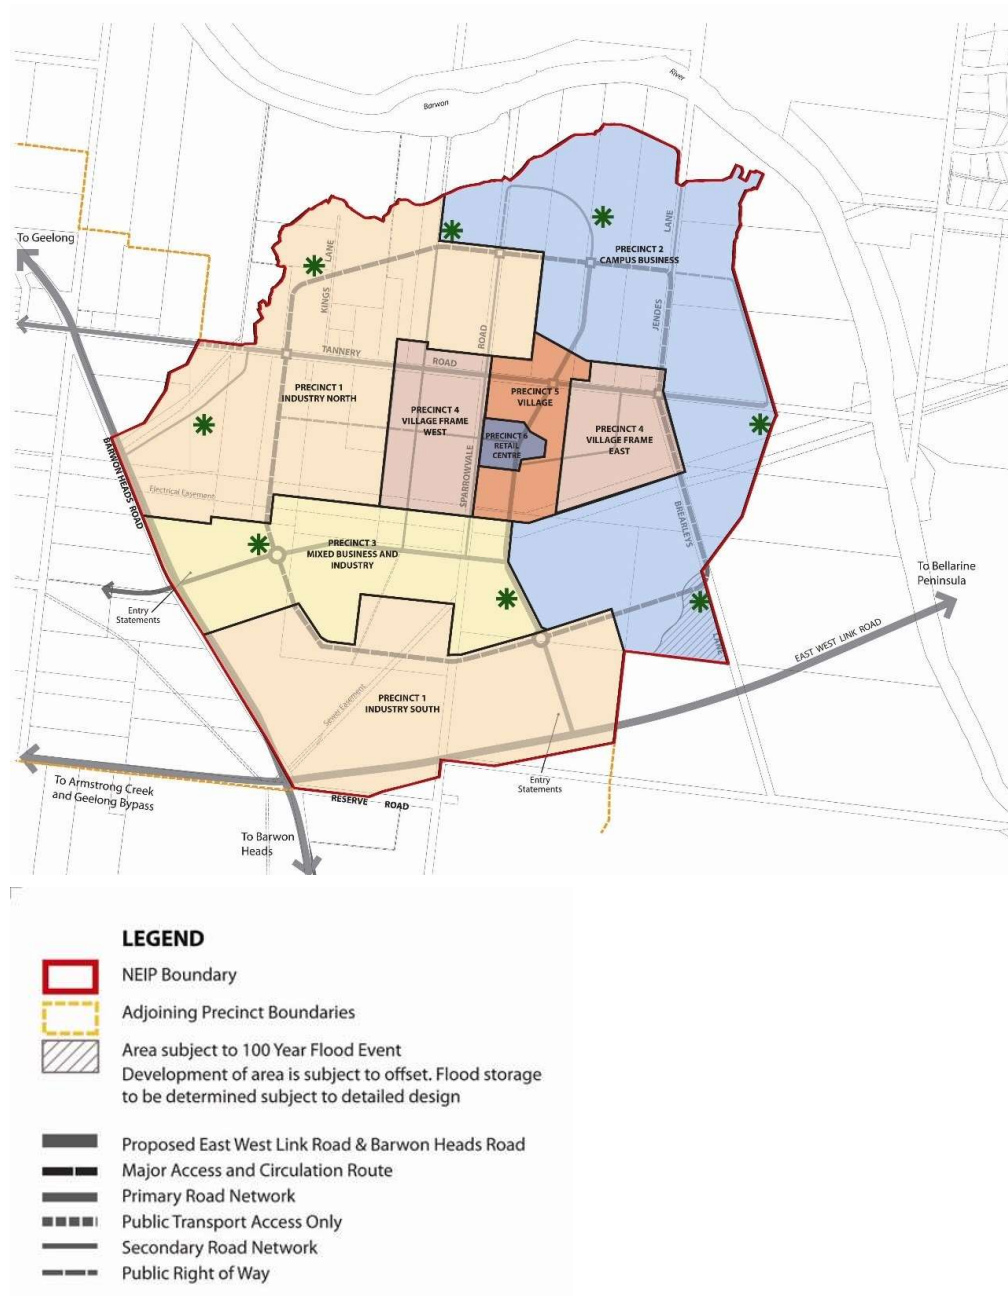 Barwon
River
To Geelong
KINGS
LANE
LANE
PRECINCT 2
CAMPUS BUSINESS
JENDES
ROAD
TANNERY
ROAD
PRECINCT 1
INDUSTRY NORTH
PRECINCT 4
VILLAGE FRAME
WEST
PRECINCT 5
VILLAGE
PRECINCT 6
RETAIL
CENTRE
PRECINCT 4
VILLAGE FRAME
EAST
SPARROWVALE
BARWON HEADS ROAD
Electrical Easement
BREARLEYS
LANE
PRECINCT 3
MIXED BUSINESS AND
INDUSTRY
Entry
Statements
To Bellarine
Peninsula
EAST WEST LINK ROAD
PRECINCT 1
INDUSTRY SOUTH
Sewer Easement
Entry
Statements
To Armstrong Creek
and Geelong Bypass
RESERVE ROAD
To Barwon
Heads
LEGEND
NEIP Boundary
Adjoining Precinct Boundaries
Area subject to 100 Year Flood Event
Development of area is subject to offset. Flood storage
to be determined subject to detailed design
Proposed East West Link Road & Barwon Heads Road
Major Access and Circulation Route
Primary Road Network
Public Transport Access Only
Secondary Road Network
Public Right of Way